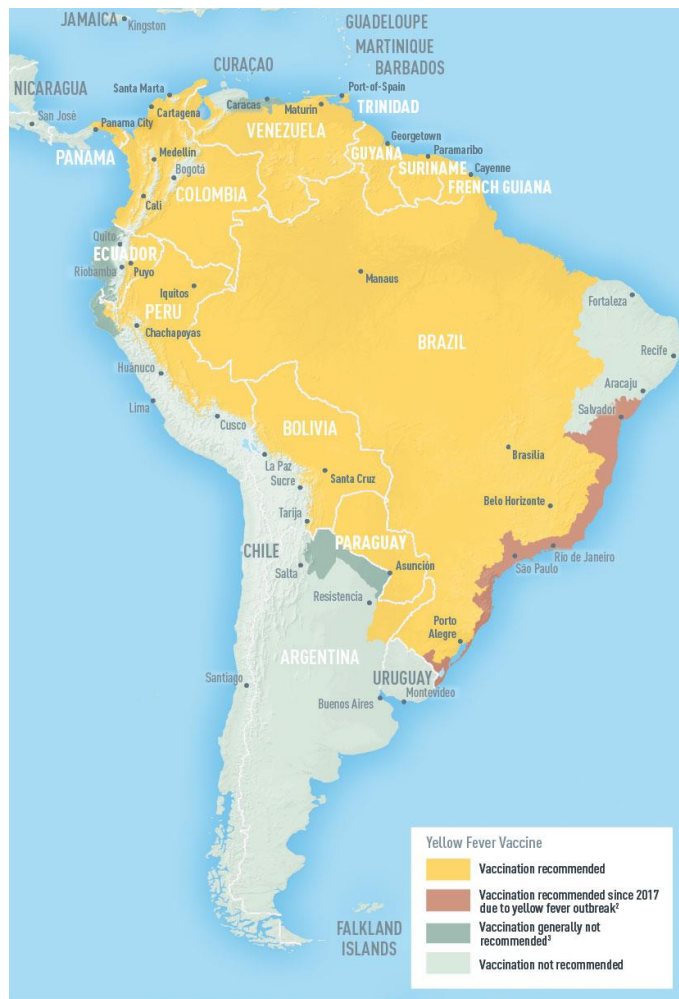 JAMAICA
Kingston
GUADELOUPE
MARTINIQUE
BARBADOS
CURAÇAO
NICARAGUA
Santa Marta
Port-of-Spain
San José
Cartagena
Caracas
Maturin
TRINIDAD
Panama City
VENEZUELA
Georgetown
PANAMA
Medellin
GUYANA
Paramaribo
Bogotá
SURINAME
Cayenne
COLOMBIA
FRENCH GUIANA
Cali
Quito
ECUADOR
Riobamba
Puyo
Manaus
Iquitos
Fortaleza
PERU
Chachapoyas
BRAZIL
Recife
Huánuco
Aracaju
Lima
Salvador
Cusco
BOLIVIA
Brasilia
La Paz
Santa Cruz
Sucre
Belo Horizonte
Tarija
PARAGUAY
CHILE
Rio de Janeiro
São Paulo
Salta
Asunción
Resistencia
Porto
Alegre
ARGENTINA
URUGUAY
Santiago
Montevideo
Buenos Aires
FALKLAND
ISLANDS
Yellow Fever Vaccine
Vaccination recommended
Vaccination recommended since 2017
due to yellow fever outbreak²
Vaccination generally not
recommended³
Vaccination not recommended